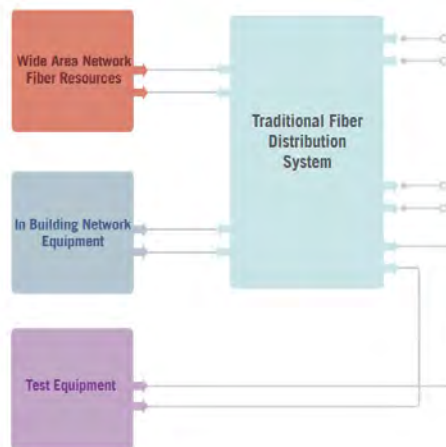 Wide Area Network
Fiber Resources
Traditional Fiber
Distribution
System
In Building Network
Equipment
Test Equipment